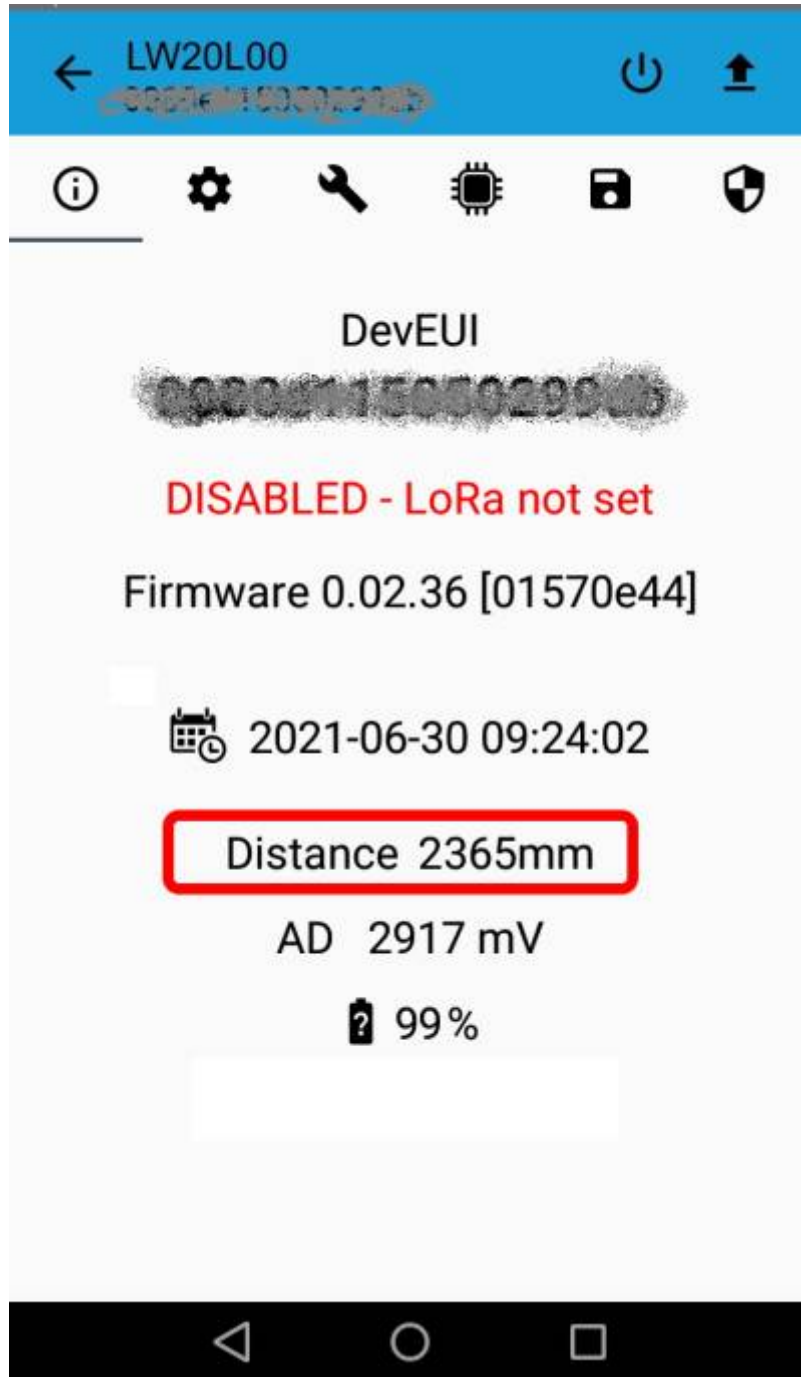 LW20L00
DevEUI
DISABLED - LoRa not set
Firmware 0.02.36 [01570e44]
2021-06-30 09:24:02
Distance 2365mm
AD 2917 mV
99%